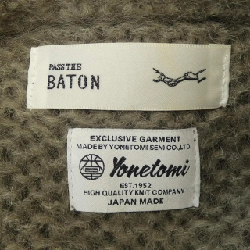 PASS THE
BATON
EXCLUSIVE GARMENT
MADE BY YONETOMI SENI CO.,LTD
Yonetomi
EST.1952
HIGH QUALITY KNIT COMPANY
JAPAN MADE